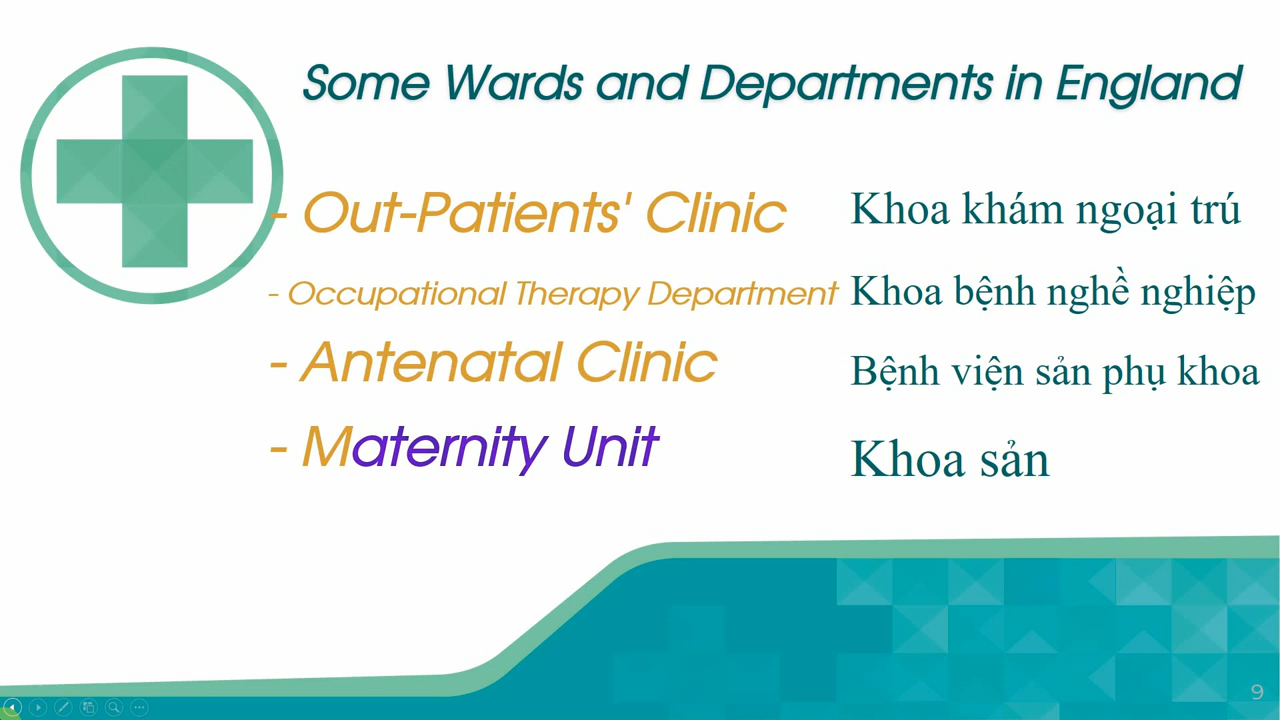 Some Wards and Departments in England
- Out-Patients' Clinic Khoa khám ngoại trú
- Occupational Therapy Department Khoa bệnh nghề nghiệp
- Antenatal Clinic Bệnh viện sản phụ khoa
- Maternity Unit Khoa sản
9